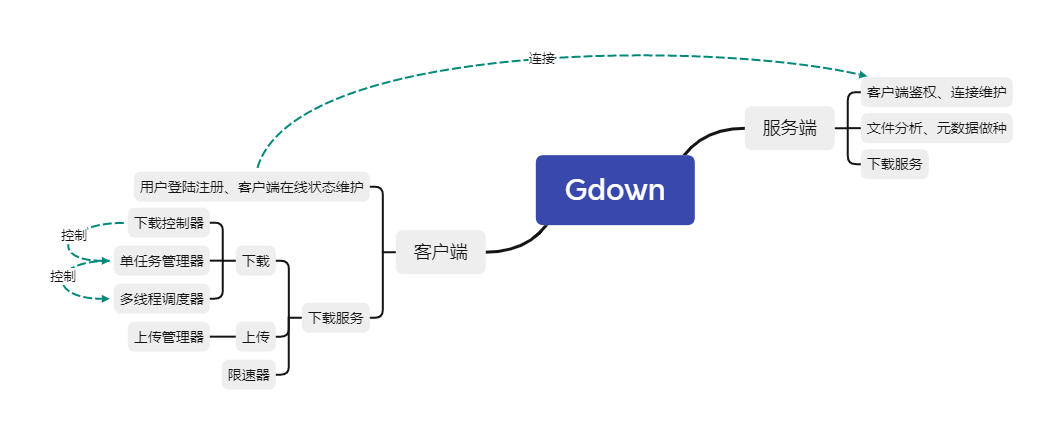 连接
客户端鉴权、连接维护
服务端
文件分析、元数据做种
下载服务
Gdown
用户登陆注册、客户端在线状态维护
下载控制器
控制
客户端
单任务管理器
下载
控制
多线程调度器
下载服务
上传管理器
上传
限速器